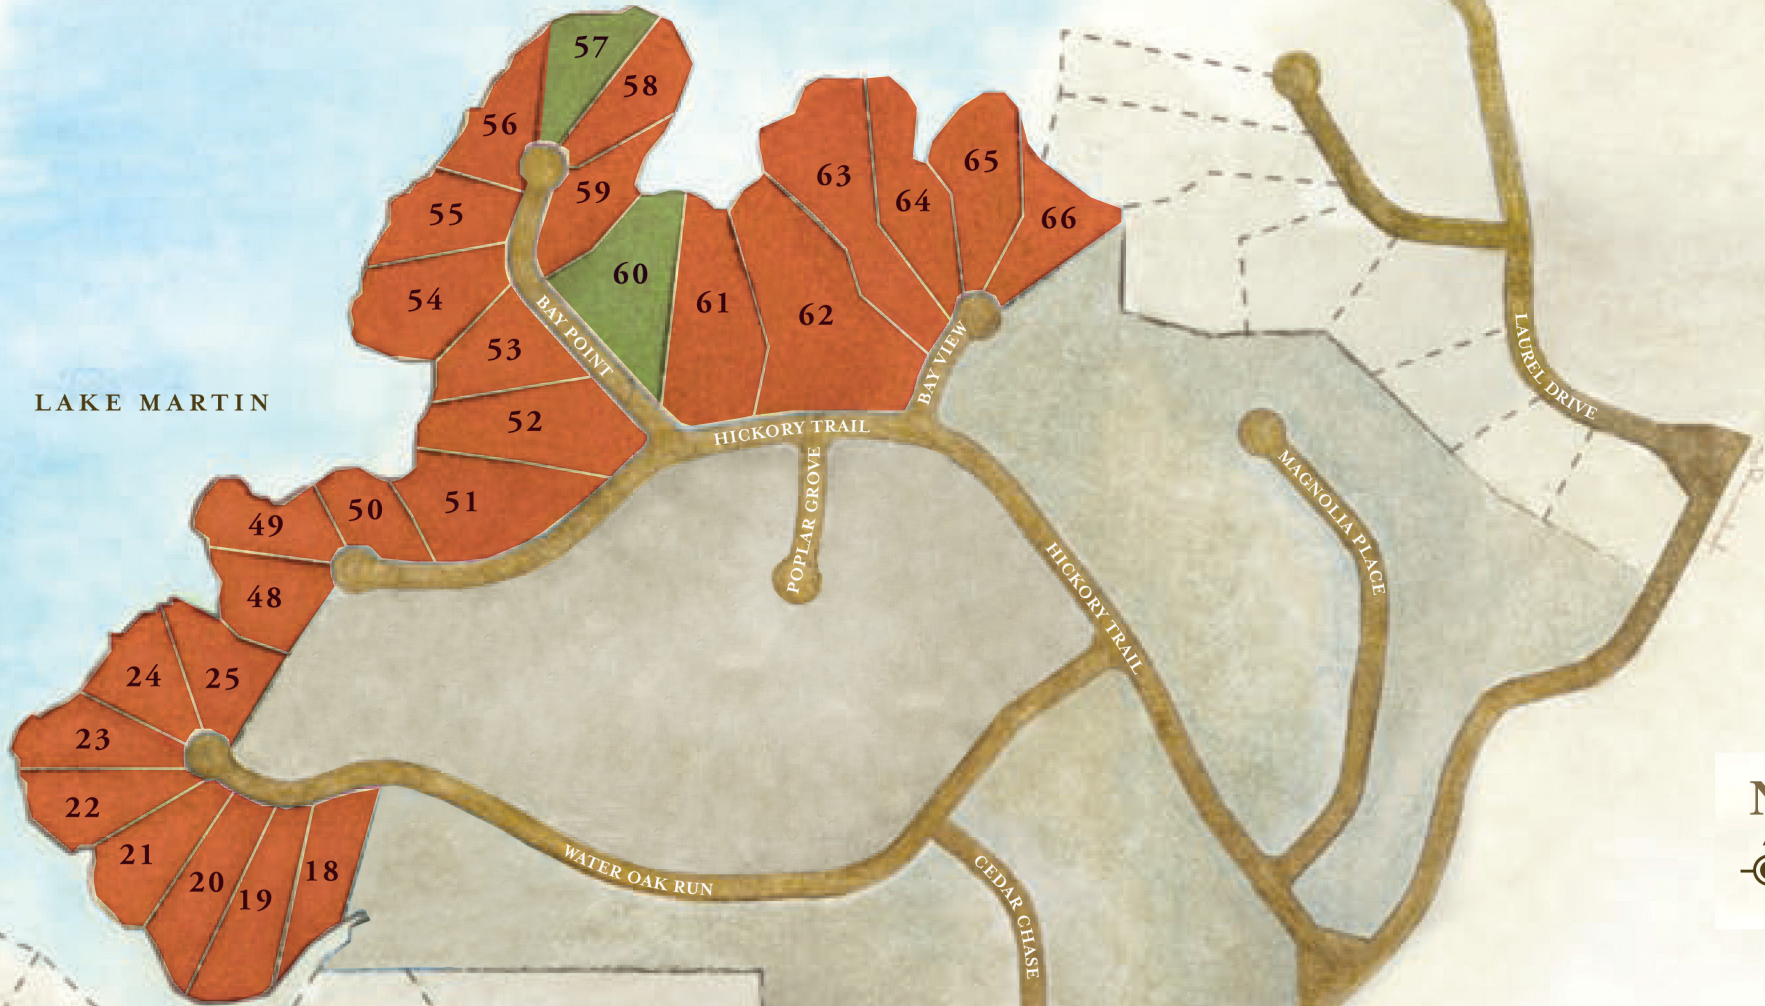 57
58
56
59
55
60
54
53
61
62
63
64
65
66
BAY POINT
BAY VIEW
52
51
50
49
48
LAKE MARTIN
HICKORY TRAIL
POPLAR GROVE
HICKORY TRAIL
MAGNOLIA PLACE
LAUREL DRIVE
24
25
23
22
21
20
19
18
WATER OAK RUN
CEDAR CHASE
N